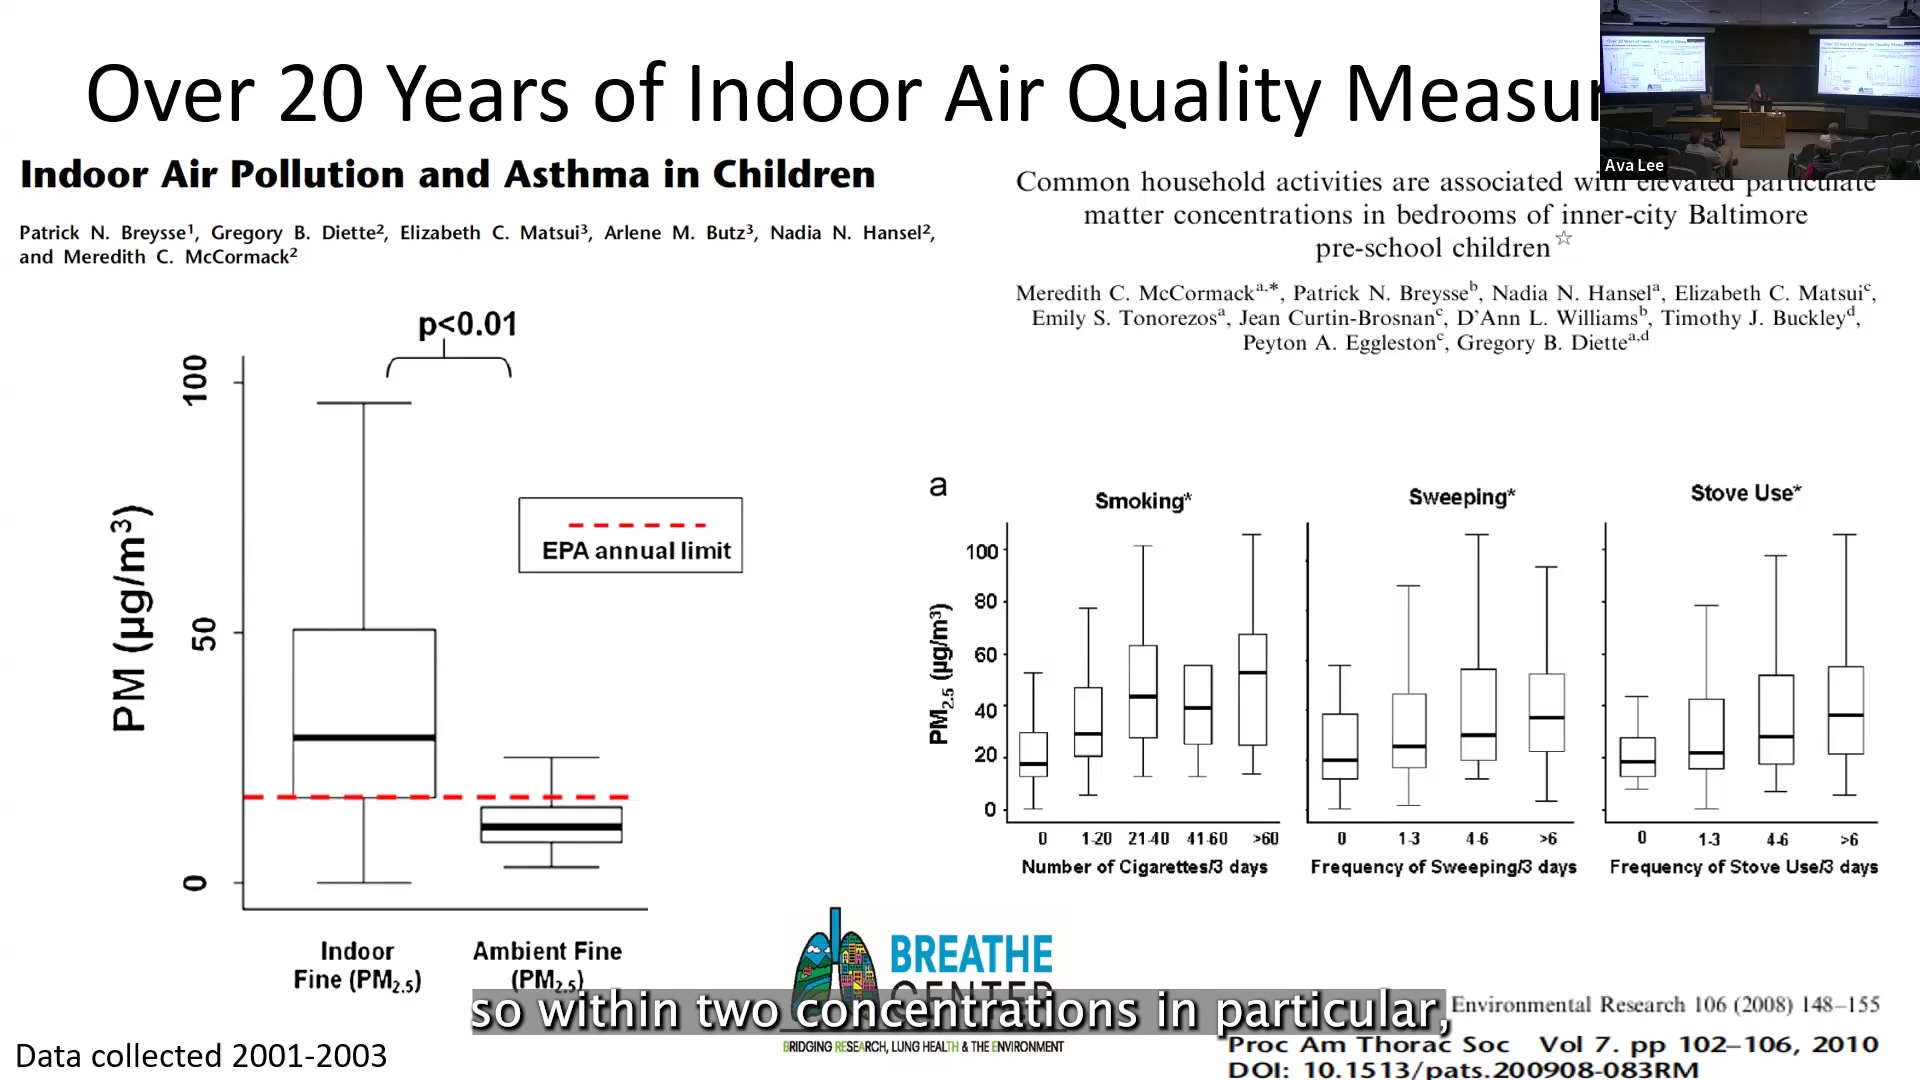 Over 20 Years of Indoor Air Quality Measu
Ava Lee
Indoor Air Pollution and Asthma in Children
Patrick N. Breysse1, Gregory B. Diette2, Elizabeth C. Matsui3, Arlene M. Butz3, Nadia N. Hansel2,
and Meredith C. McCormack2
Common household activities are associated with elevated particulate
matter concentrations in bedrooms of inner-city Baltimore
pre-school children☆
Meredith C. McCormacka,*, Patrick N. Breysseb, Nadia N. Hansela, Elizabeth C. Matsuic,
Emily S. Tonorezosa, Jean Curtin-Brosnanc, D'Ann L. Williamsb, Timothy J. Buckleyd,
Peyton A. Egglestonc, Gregory B. Diettea,d
p<0.01
100
50
0
PM (µg/m3)
EPA annual limit
Indoor
Fine (PM2.5)
Ambient Fine
(PM2.5)
a
Smoking*
Sweeping*
Stove Use*
PM2.5 (µg/m3)
100
80
60
40
20
0
0 1-20 21-40 41-60 >60
Number of Cigarettes/3 days
0 1-3 4-6 >6
Frequency of Sweeping/3 days
0 1-3 4-6 >6
Frequency of Stove Use/3 days
BREATHE
CENTER
BRIDGING RESEARCH, LUNG HEALTH & THE ENVIRONMENT
so within two concentrations in particular,
Environmental Research 106 (2008) 148–155
Proc Am Thorac Soc Vol 7. pp 102–106, 2010
DOI: 10.1513/pats.200908-083RM
Data collected 2001-2003